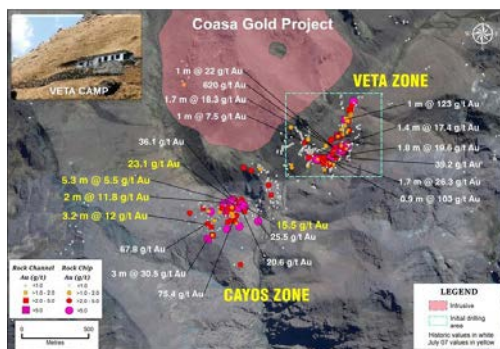 Coasa Gold Project
VETA CAMP
VETA ZONE
1 m @ 22 g/t Au
620 g/t Au
1.7 m @ 18.3 g/t Au
1 m @ 7.5 g/t Au
1 m @ 123 g/t Au
1.4 m @ 17.4 g/t Au
1.8 m @ 19.6 g/t Au
39.2 g/t Au
1.7 m @ 26.3 g/t Au
0.9 m @ 103 g/t Au
36.1 g/t Au
23.1 g/t Au
5.3 m @ 5.5 g/t Au
2 m @ 11.8 g/t Au
3.2 m @ 12 g/t Au
15.5 g/t Au
25.5 g/t Au
20.6 g/t Au
67.8 g/t Au
3 m @ 30.5 g/t Au
75.4 g/t Au
CAYOS ZONE
Rock Channel
Au (g/t)
Rock Chip
Au (g/t)
0
500
Metres
LEGEND
Intrusive
Initial drilling
area
Historic values in white
July 07 values in yellow